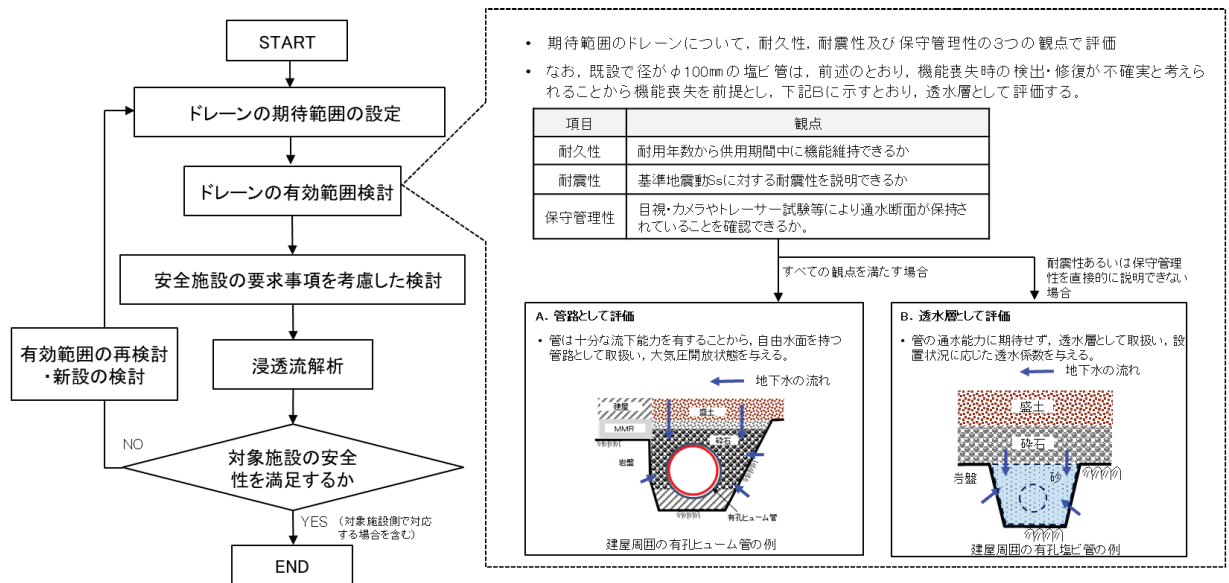 START
ドレーンの期待範囲の設定
ドレーンの有効範囲検討
安全施設の要求事項を考慮した検討
浸透流解析
有効範囲の再検討
・新設の検討
NO
対象施設の安全
性を満足するか
YES (対象施設側で対応
する場合を含む)
END
• 期待範囲のドレーンについて，耐久性，耐震性及び保守管理性の3つの観点で評価
• なお，既設で径がφ100mmの塩ビ管は，前述のとおり，機能喪失時の検出・修復が不確実と考えら
れることから機能喪失を前提とし，下記Bに示すとおり，透水層として評価する。
項目 観点
耐久性 耐用年数から供用期間中に機能維持できるか
耐震性 基準地震動Ssに対する耐震性を説明できるか
保守管理性 目視・カメラやトレーサー試験等により通水断面が保持さ
れていることを確認できるか。
すべての観点を満たす場合
耐震性あるいは保守管理
性を直接的に説明できない
場合
A. 管路として評価
• 管は十分な流下能力を有することから，自由水面を持つ
管路として取扱い，大気圧開放状態を与える。
地下水の流れ
建屋
盛土
MMR
砕石
岩盤
有孔ヒューム管
建屋周囲の有孔ヒューム管の例
B. 透水層として評価
• 管の通水能力に期待せず，透水層として取扱い，設
置状況に応じた透水係数を与える。
地下水の流れ
盛土
砕石
岩盤
砂
建屋周囲の有孔塩ビ管の例